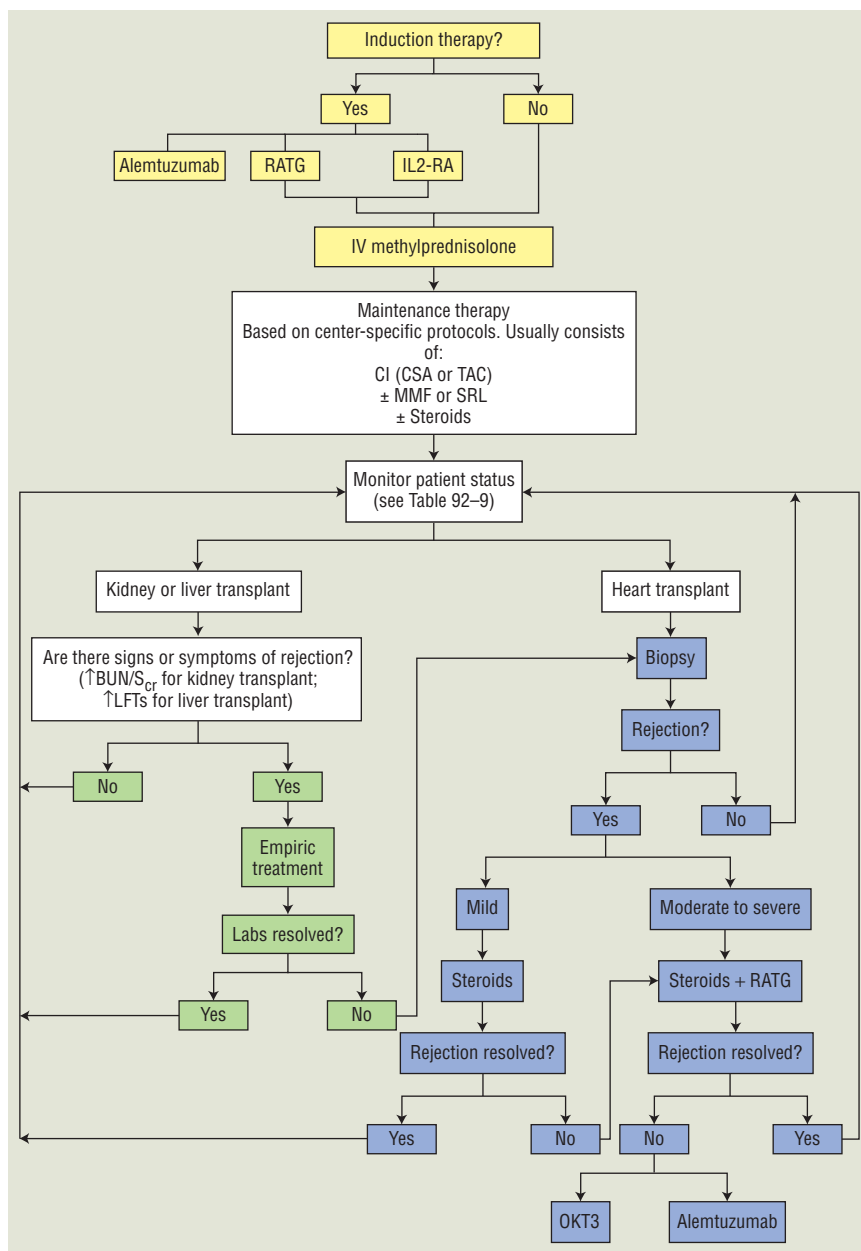 Induction therapy?
Yes
No
Alemtuzumab
RATG
IL2-RA
IV methylprednisolone
Maintenance therapy
Based on center-specific protocols. Usually consists
of:
CI (CSA or TAC)
± MMF or SRL
± Steroids
Monitor patient status
(see Table 92–9)
Kidney or liver transplant
Heart transplant
Are there signs or symptoms of rejection?
(↑BUN/Scr for kidney transplant;
↑LFTs for liver transplant)
Biopsy
Rejection?
No
Yes
Yes
No
Empiric
treatment
Mild
Moderate to severe
Labs resolved?
Steroids
Steroids + RATG
Yes
No
Rejection resolved?
Rejection resolved?
Yes
No
No
Yes
OKT3
Alemtuzumab